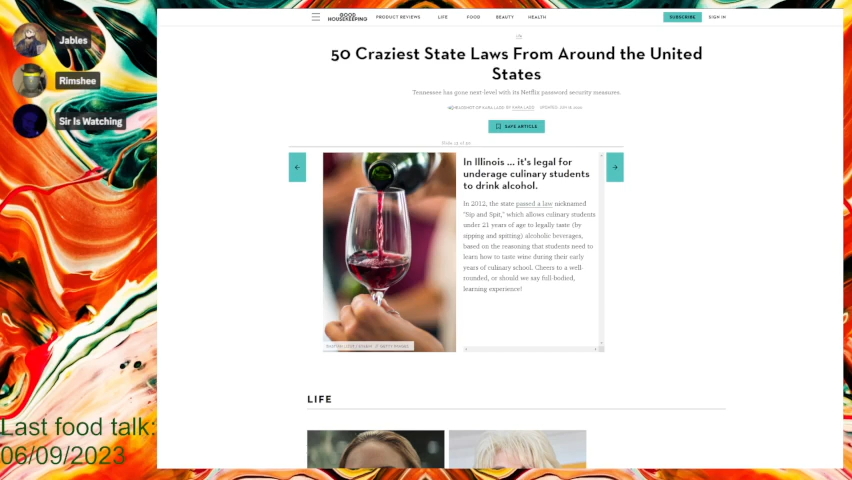 Jables
Rimshee
Sir Is Watching
GOOD
HOUSEKEEPING
PRODUCT REVIEWS
LIFE
FOOD
BEAUTY
HEALTH
SUBSCRIBE
SIGN IN
50 Craziest State Laws From Around the United
States
Tennessee has gone next-level with its Netflix password security measures.
BY KARA LADD
SAVE ARTICLE
In Illinois ... it's legal for
underage culinary students
to drink alcohol.
In 2012, the state passed a law nicknamed
"Sip and Spit," which allows culinary students
under 21 years of age to legally taste (by
sipping and spitting) alcoholic beverages,
based on the reasoning that students need to
learn how to taste wine during their early
years of culinary school. Cheers to a well-
rounded, or should we say full-bodied,
learning experience!
LIFE
Last food talk:
06/09/2023